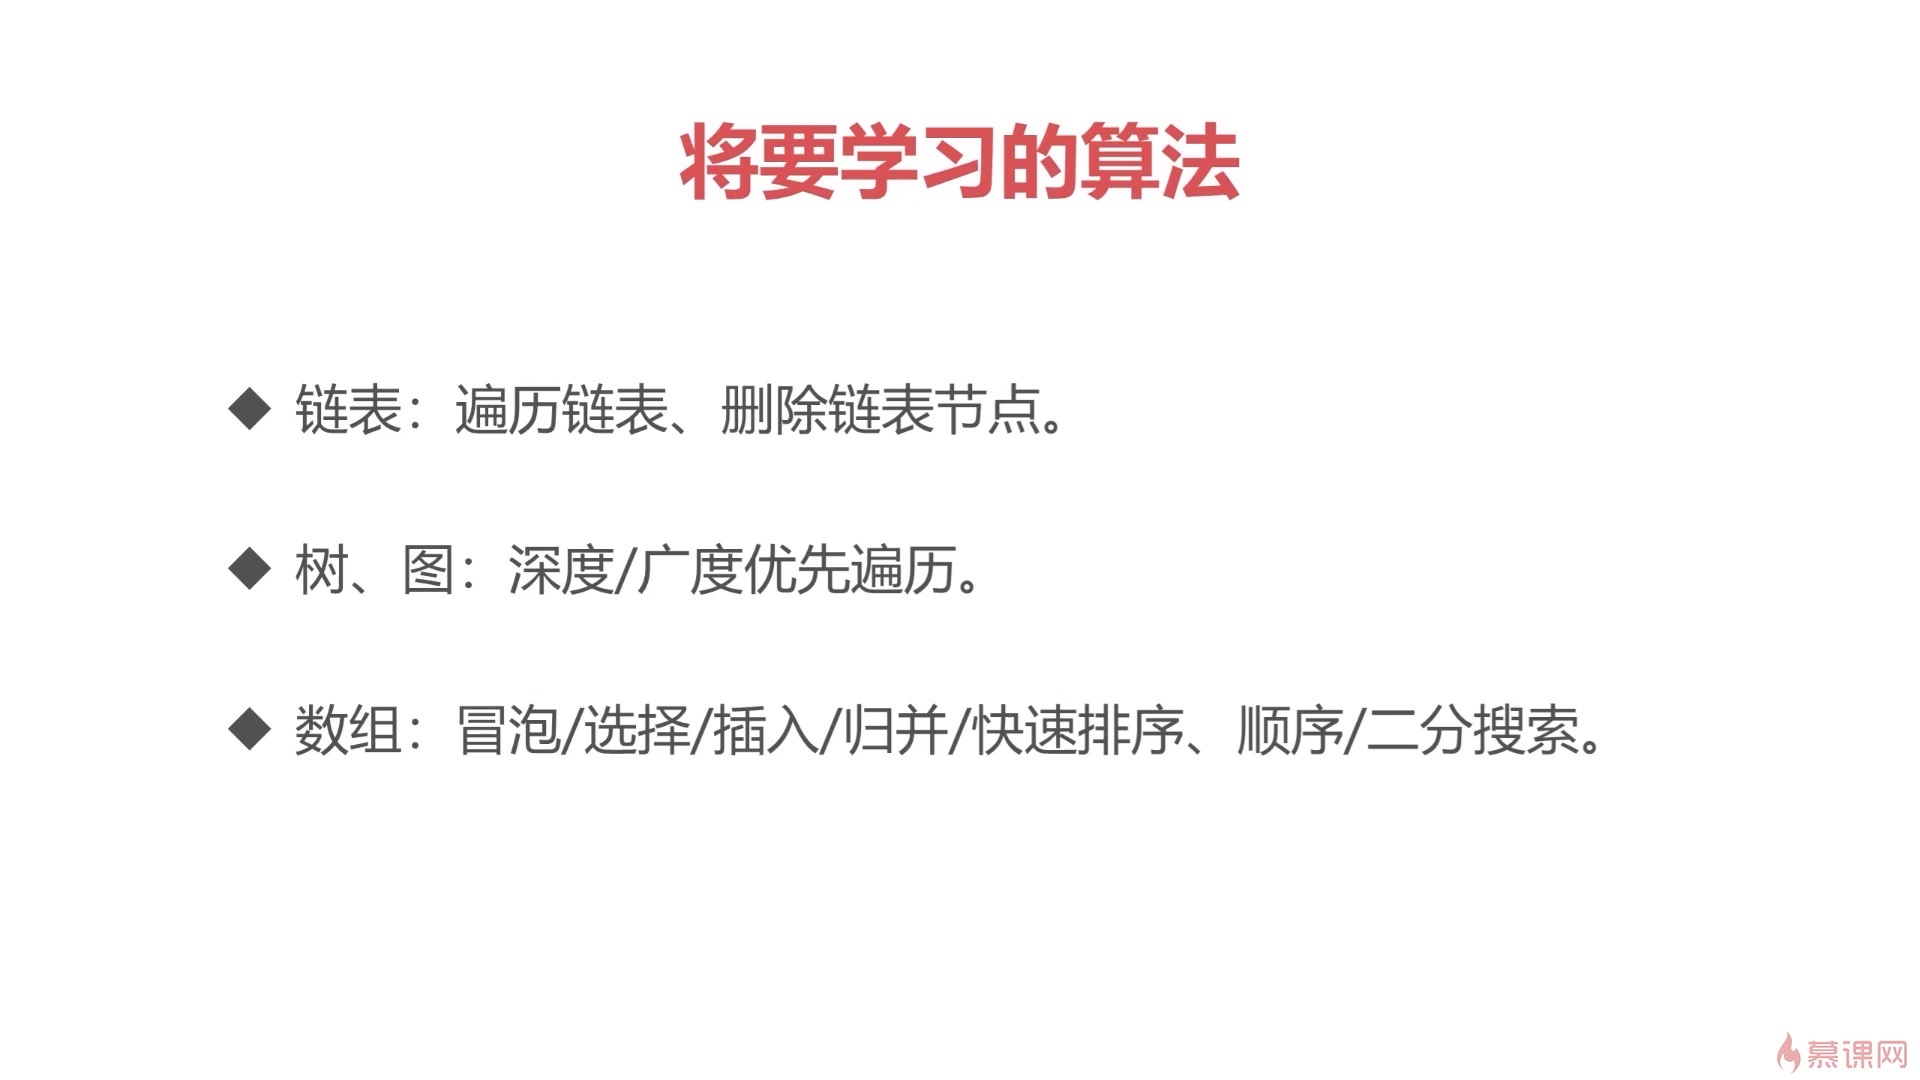 将要学习的算法
◆ 链表：遍历链表、删除链表节点。
◆ 树、图：深度/广度优先遍历。
◆ 数组：冒泡/选择/插入/归并/快速排序、顺序/二分搜索。
慕课网